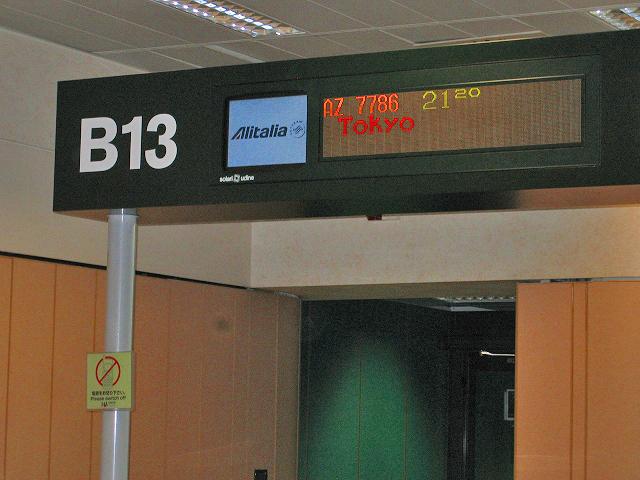 B13
Alitalia
AZ 7786 21²⁰
Tokyo
solari udine
Please switch off